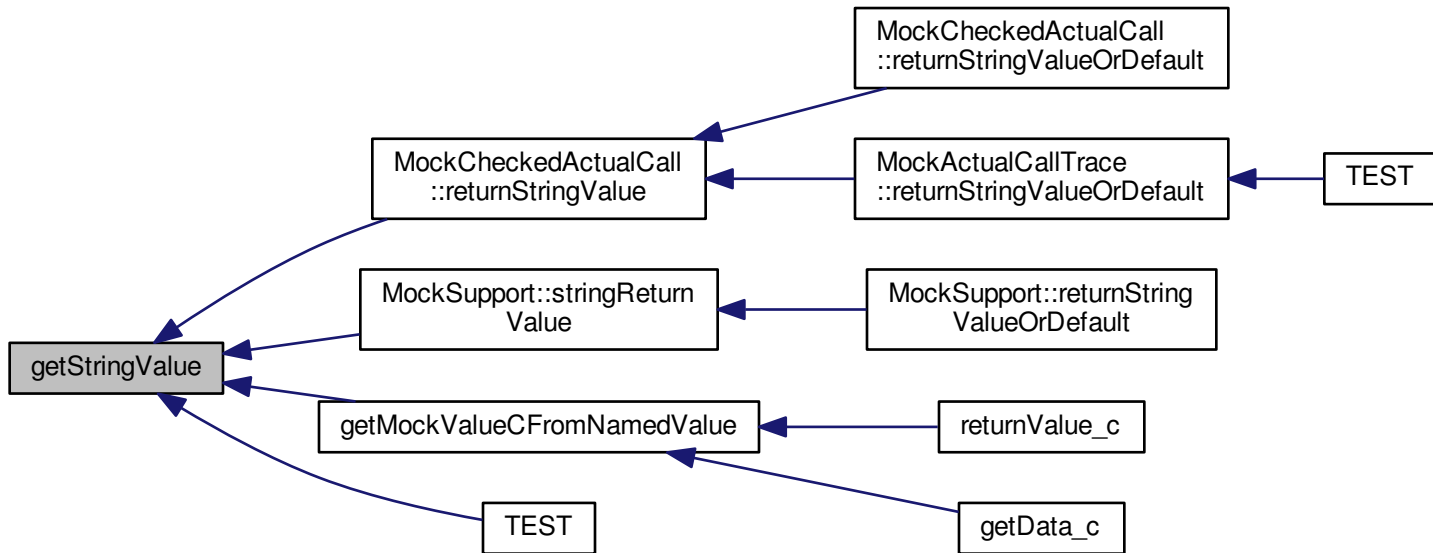 MockCheckedActualCall
::returnStringValueOrDefault
MockCheckedActualCall
::returnStringValue
MockActualCallTrace
::returnStringValueOrDefault
TEST
MockSupport::stringReturn
Value
MockSupport::returnString
ValueOrDefault
getStringValue
getMockValueCFromNamedValue
returnValue_c
TEST
getData_c